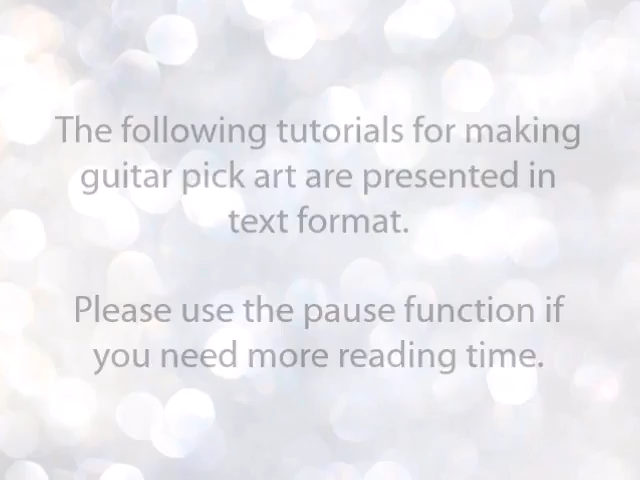 The following tutorials for making
guitar pick art are presented in
text format.
Please use the pause function if
you need more reading time.